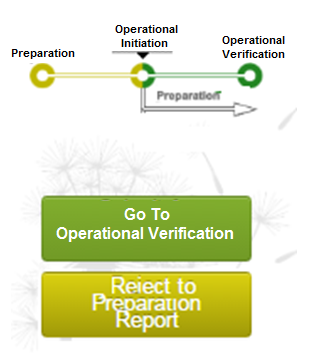 Operational
Initiation
Preparation
Operational
Verification
Preparation
Go To
Operational Verification
Reject to
Preparation
Report